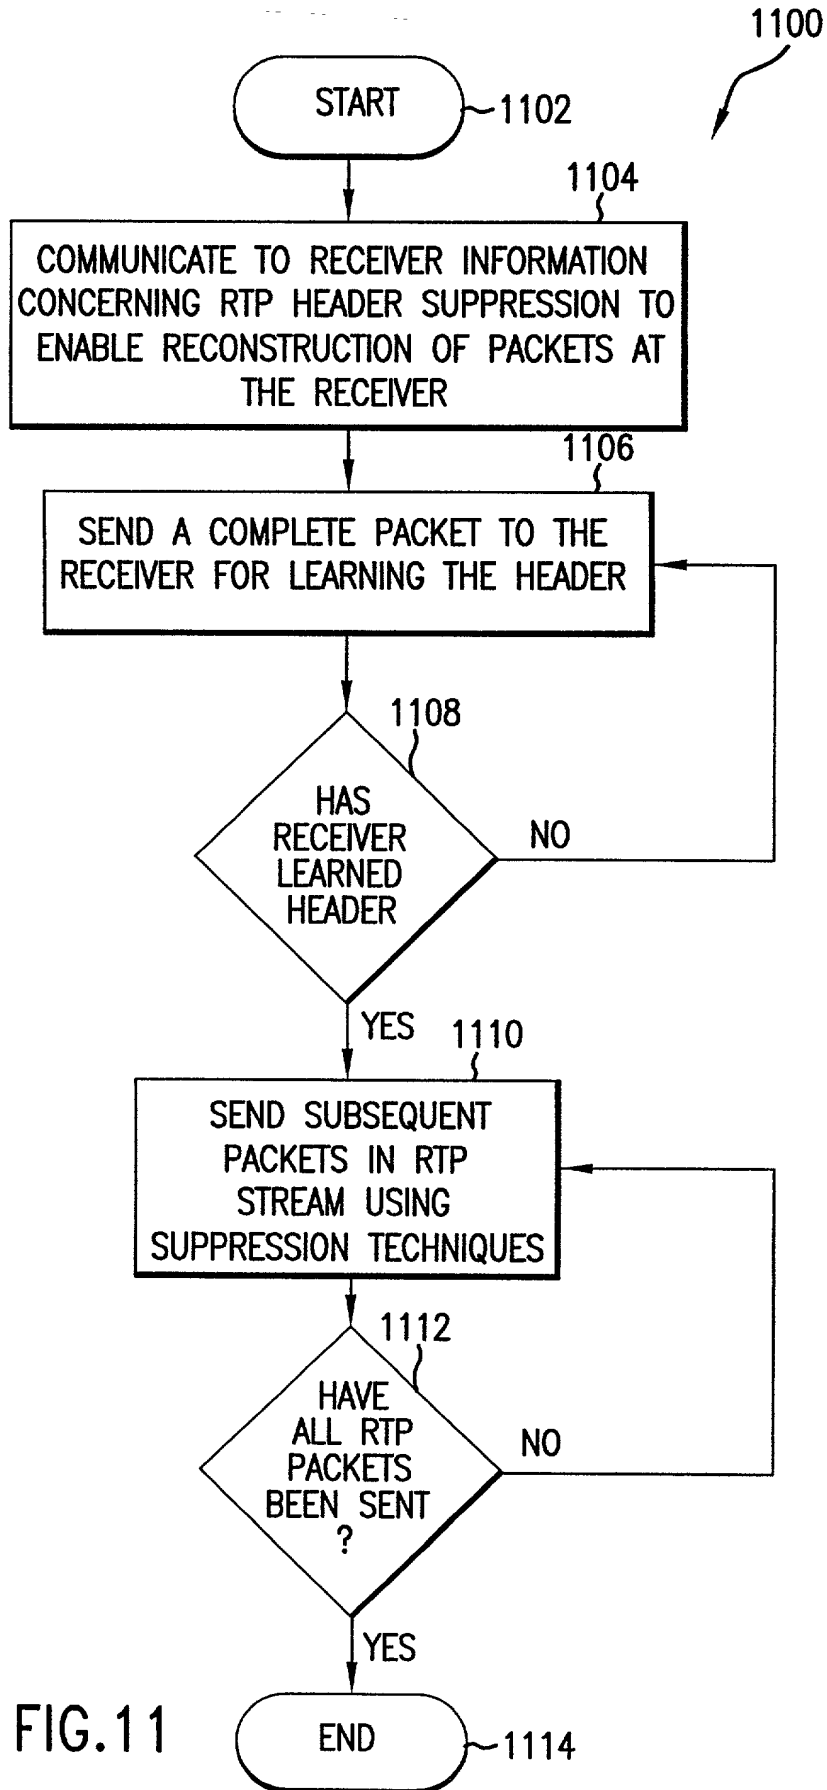 1100
START
1102
1104
COMMUNICATE TO RECEIVER INFORMATION
CONCERNING RTP HEADER SUPPRESSION TO
ENABLE RECONSTRUCTION OF PACKETS AT
THE RECEIVER
1106
SEND A COMPLETE PACKET TO THE
RECEIVER FOR LEARNING THE HEADER
1108
HAS
RECEIVER
LEARNED
HEADER
NO
YES
1110
SEND SUBSEQUENT
PACKETS IN RTP
STREAM USING
SUPPRESSION TECHNIQUES
1112
HAVE
ALL RTP
PACKETS
BEEN SENT
?
NO
YES
END
1114
FIG.11